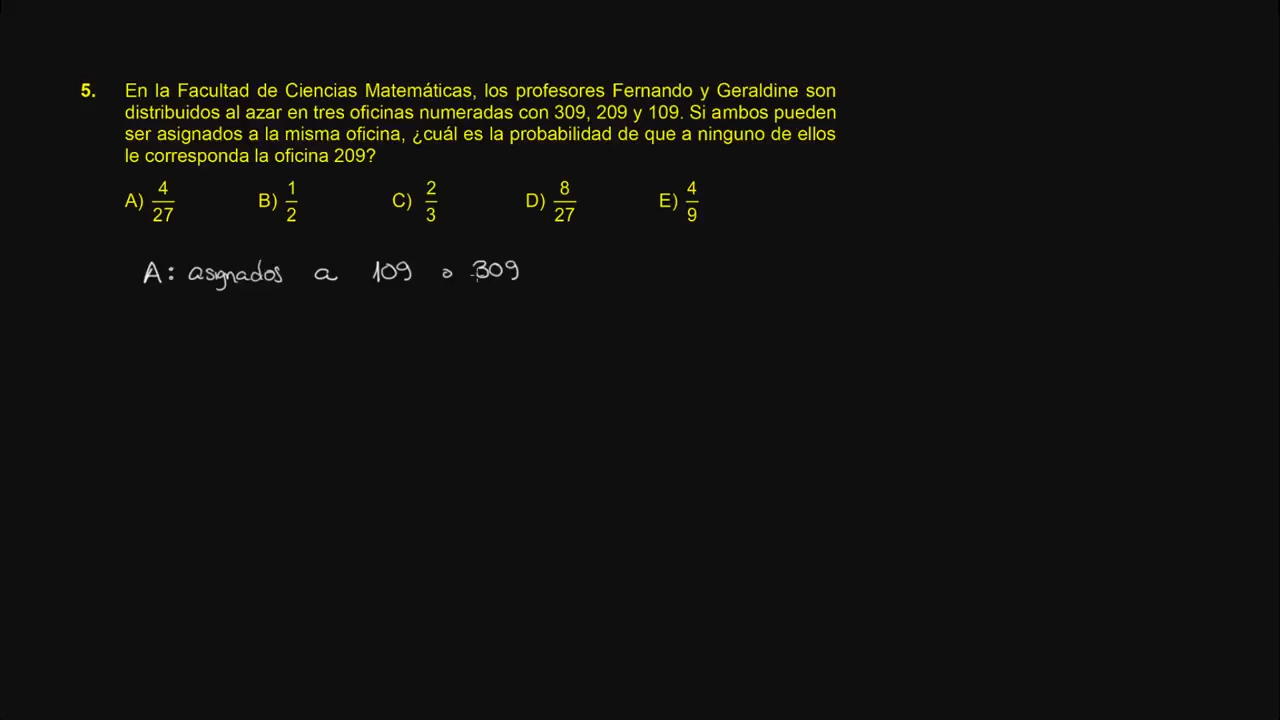 5. En la Facultad de Ciencias Matemáticas, los profesores Fernando y Geraldine son
distribuidos al azar en tres oficinas numeradas con 309, 209 y 109. Si ambos pueden
ser asignados a la misma oficina, ¿cuál es la probabilidad de que a ninguno de ellos
le corresponda la oficina 209?
A) 4/27 B) 1/2 C) 2/3 D) 8/27 E) 4/9
A: asignados a 109 o 309